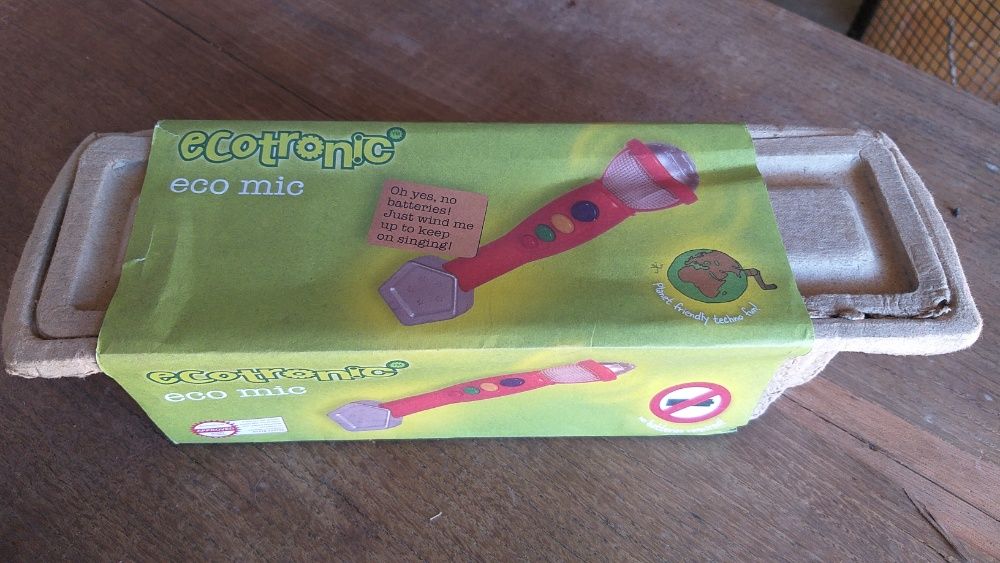 ecotronic
eco mic
Oh yes, no
batteries!
Just wind me
up to keep
on singing!
Planet friendly techno fun!
ecotronic
eco mic
APPROVED